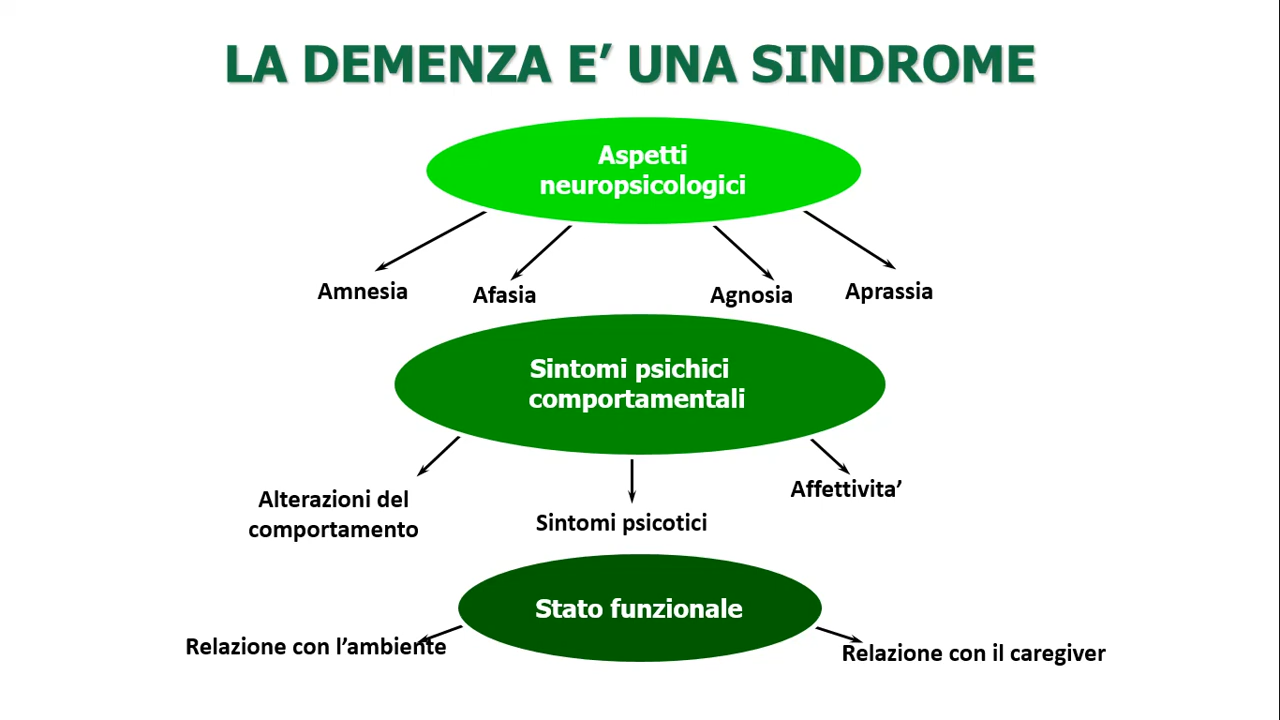 LA DEMENZA E’ UNA SINDROME
Aspetti
neuropsicologici
Amnesia
Afasia
Agnosia
Aprassia
Sintomi psichici
comportamentali
Alterazioni del
comportamento
Sintomi psicotici
Affettivita’
Stato funzionale
Relazione con l’ambiente
Relazione con il caregiver